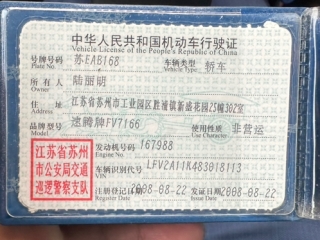 中华人民共和国机动车行驶证
Vehicle License of the People's Republic of China
号牌号码 Plate No. 苏EAB168 车辆类型 Vehicle Type 轿车
所有人 Owner 陆丽明
住址 Address 江苏省苏州市工业园区胜浦镇新盛花园25幢302室
品牌型号 Model 速腾牌FV7166 使用性质 Use Character 非营运
发动机号码 Engine No. 167988
车辆识别代号 VIN LFV2A11K483018113
注册登记日期 Register Date 2008-08-22 发证日期 Issue Date 2008-08-22
江苏省苏州
市公安局交通
巡逻警察支队